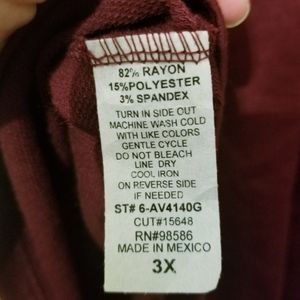 82% RAYON
15%POLYESTER
3% SPANDEX
TURN IN SIDE OUT
MACHINE WASH COLD
WITH LIKE COLORS
GENTLE CYCLE
DO NOT BLEACH
LINE DRY
COOL IRON
ON REVERSE SIDE
IF NEEDED
ST# 6-AV4140G
CUT#15648
RN#98586
MADE IN MEXICO
3X